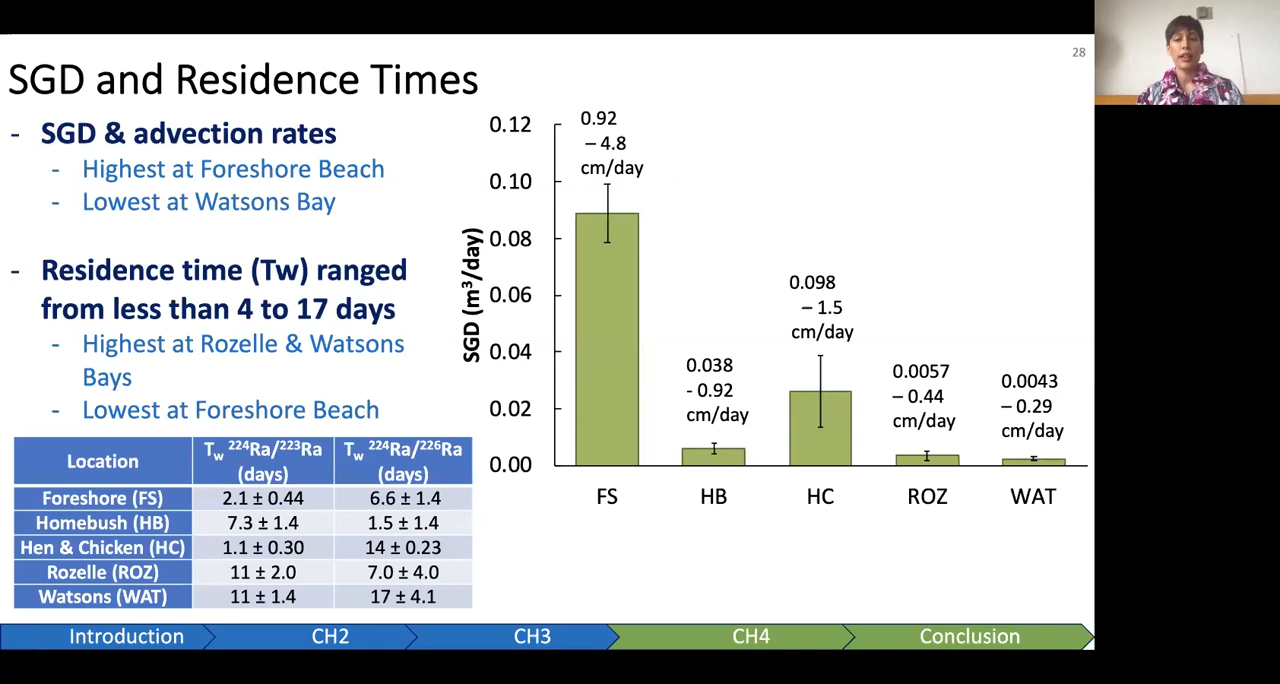 28
SGD and Residence Times
- SGD & advection rates
- Highest at Foreshore Beach
- Lowest at Watsons Bay
- Residence time (Tw) ranged
from less than 4 to 17 days
- Highest at Rozelle & Watsons
Bays
- Lowest at Foreshore Beach
Location
T_w ²²⁴Ra/²²³Ra
(days)
T_w ²²⁴Ra/²²⁶Ra
(days)
Foreshore (FS) 2.1 ± 0.44 6.6 ± 1.4
Homebush (HB) 7.3 ± 1.4 1.5 ± 1.4
Hen & Chicken (HC) 1.1 ± 0.30 14 ± 0.23
Rozelle (ROZ) 11 ± 2.0 7.0 ± 4.0
Watsons (WAT) 11 ± 1.4 17 ± 4.1
SGD (m³/day)
0.12
0.10
0.08
0.06
0.04
0.02
0.00
0.92
– 4.8
cm/day
0.038
- 0.92
cm/day
0.098
– 1.5
cm/day
0.0057
– 0.44
cm/day
0.0043
– 0.29
cm/day
FS HB HC ROZ WAT
Introduction CH2 CH3 CH4 Conclusion